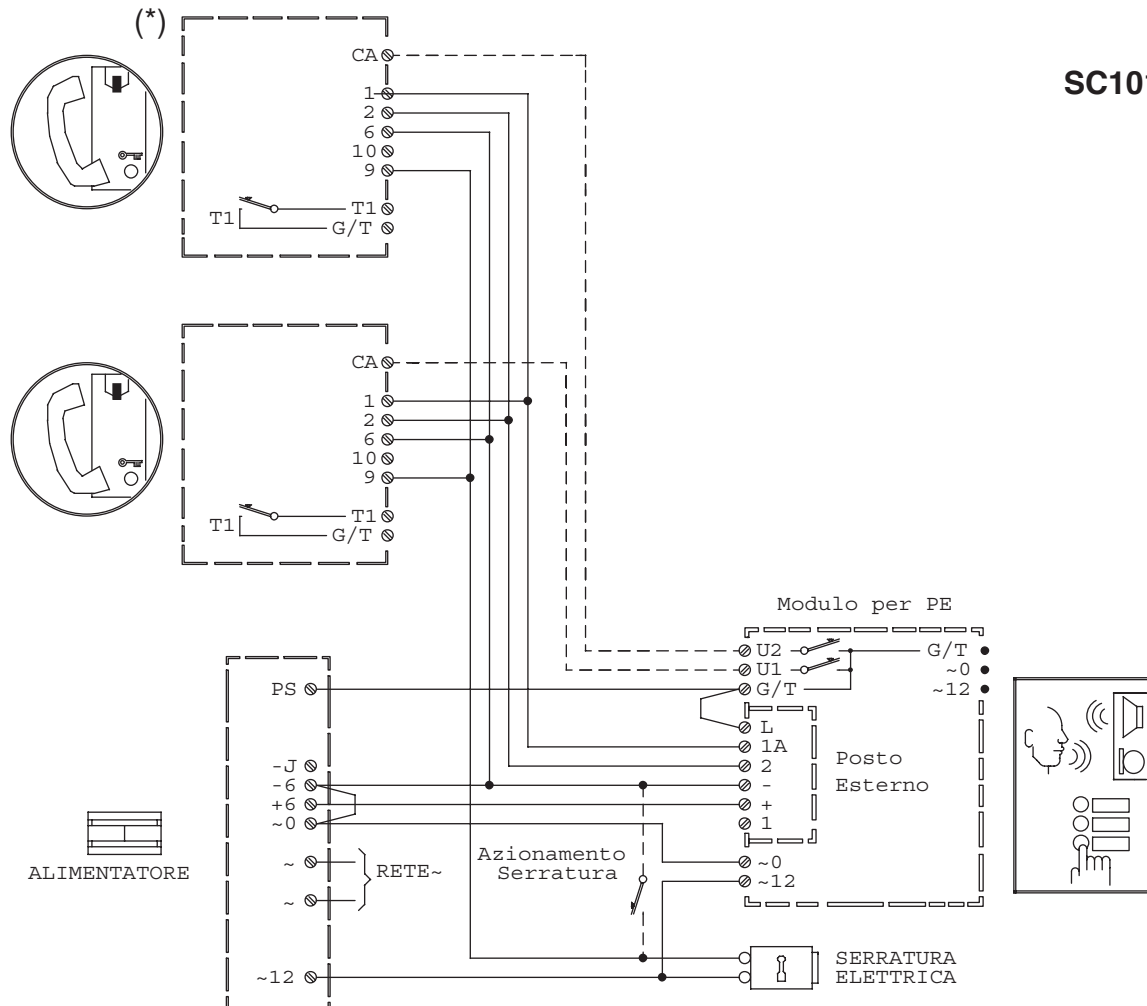 (*)
SC101
CA
1
2
6
10
9
T1
T1
G/T
CA
1
2
6
10
9
T1
T1
G/T
Modulo per PE
U2
G/T
U1
~0
G/T
~12
PS
L
1A
2
Posto
Esterno
-J
-6
-
+6
+
~0
1
~
RETE~
~
ALIMENTATORE
Azionamento
Serratura
~0
~12
~12
SERRATURA
ELETTRICA